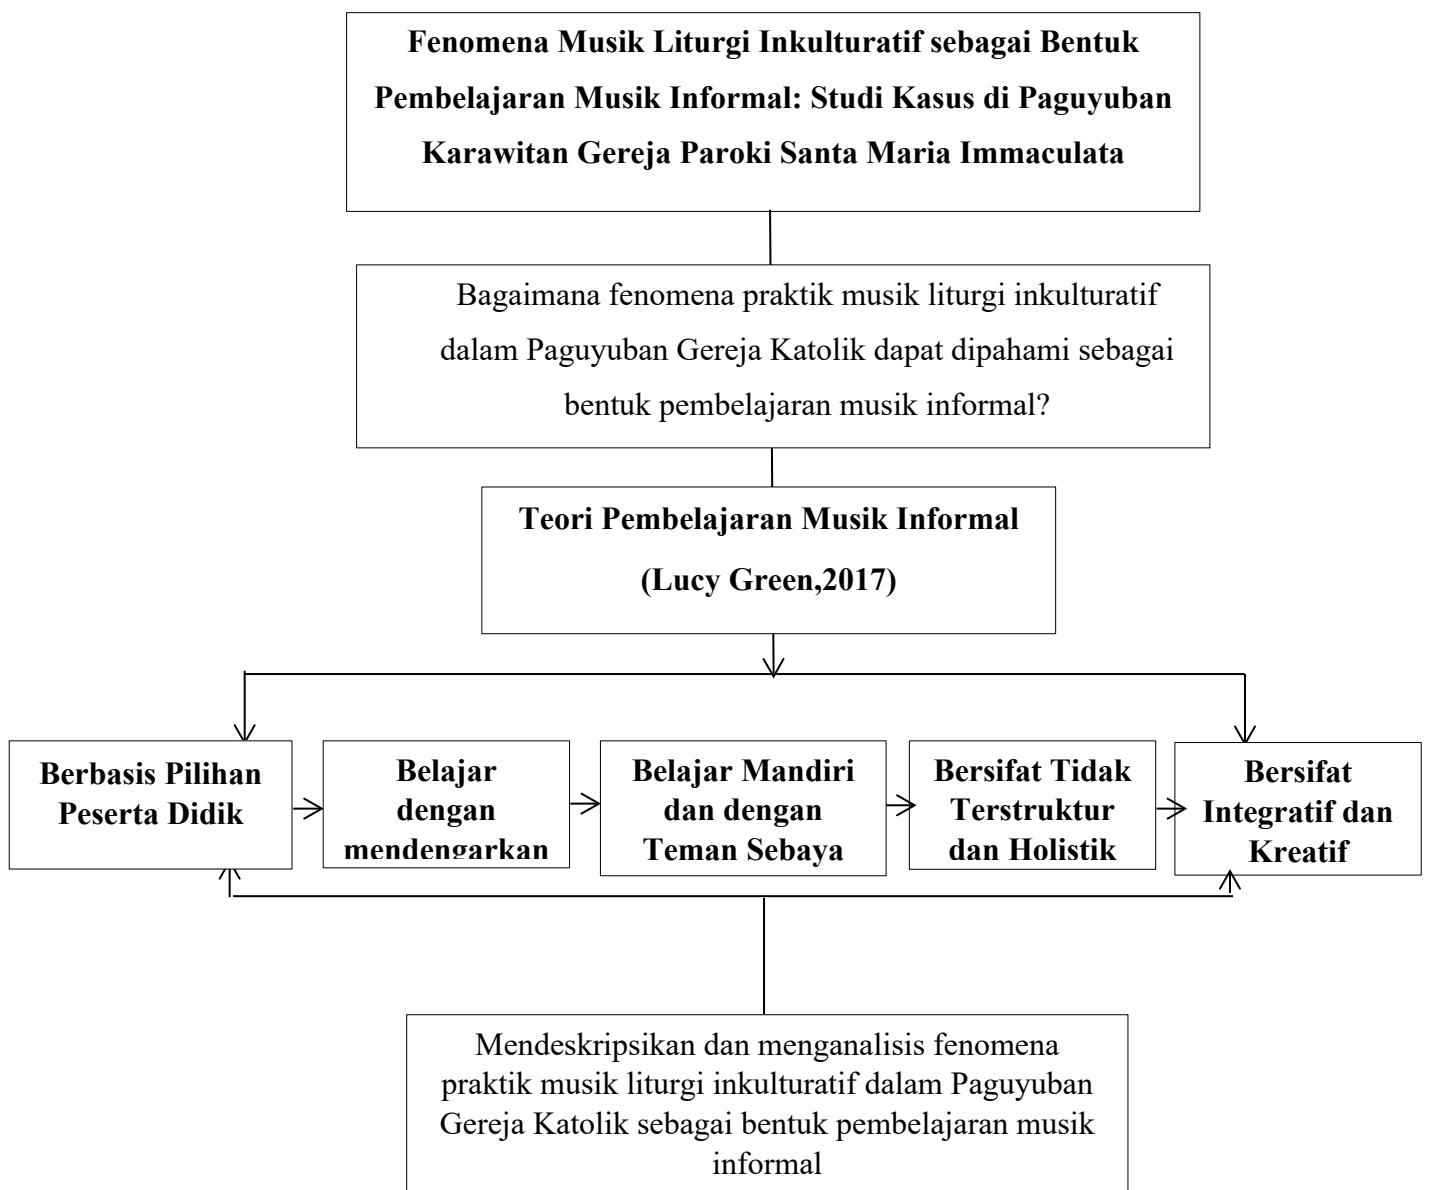 Fenomena Musik Liturgi Inkulturatif sebagai Bentuk
Pembelajaran Musik Informal: Studi Kasus di Paguyuban
Karawitan Gereja Paroki Santa Maria Immaculata
Bagaimana fenomena praktik musik liturgi inkulturatif
dalam Paguyuban Gereja Katolik dapat dipahami sebagai
bentuk pembelajaran musik informal?
Teori Pembelajaran Musik Informal
(Lucy Green,2017)
Berbasis Pilihan
Peserta Didik
Belajar
dengan
mendengarkan
Belajar Mandiri
dan dengan
Teman Sebaya
Bersifat Tidak
Terstruktur
dan Holistik
Bersifat
Integratif dan
Kreatif
Mendeskripsikan dan menganalisis fenomena
praktik musik liturgi inkulturatif dalam Paguyuban
Gereja Katolik sebagai bentuk pembelajaran musik
informal